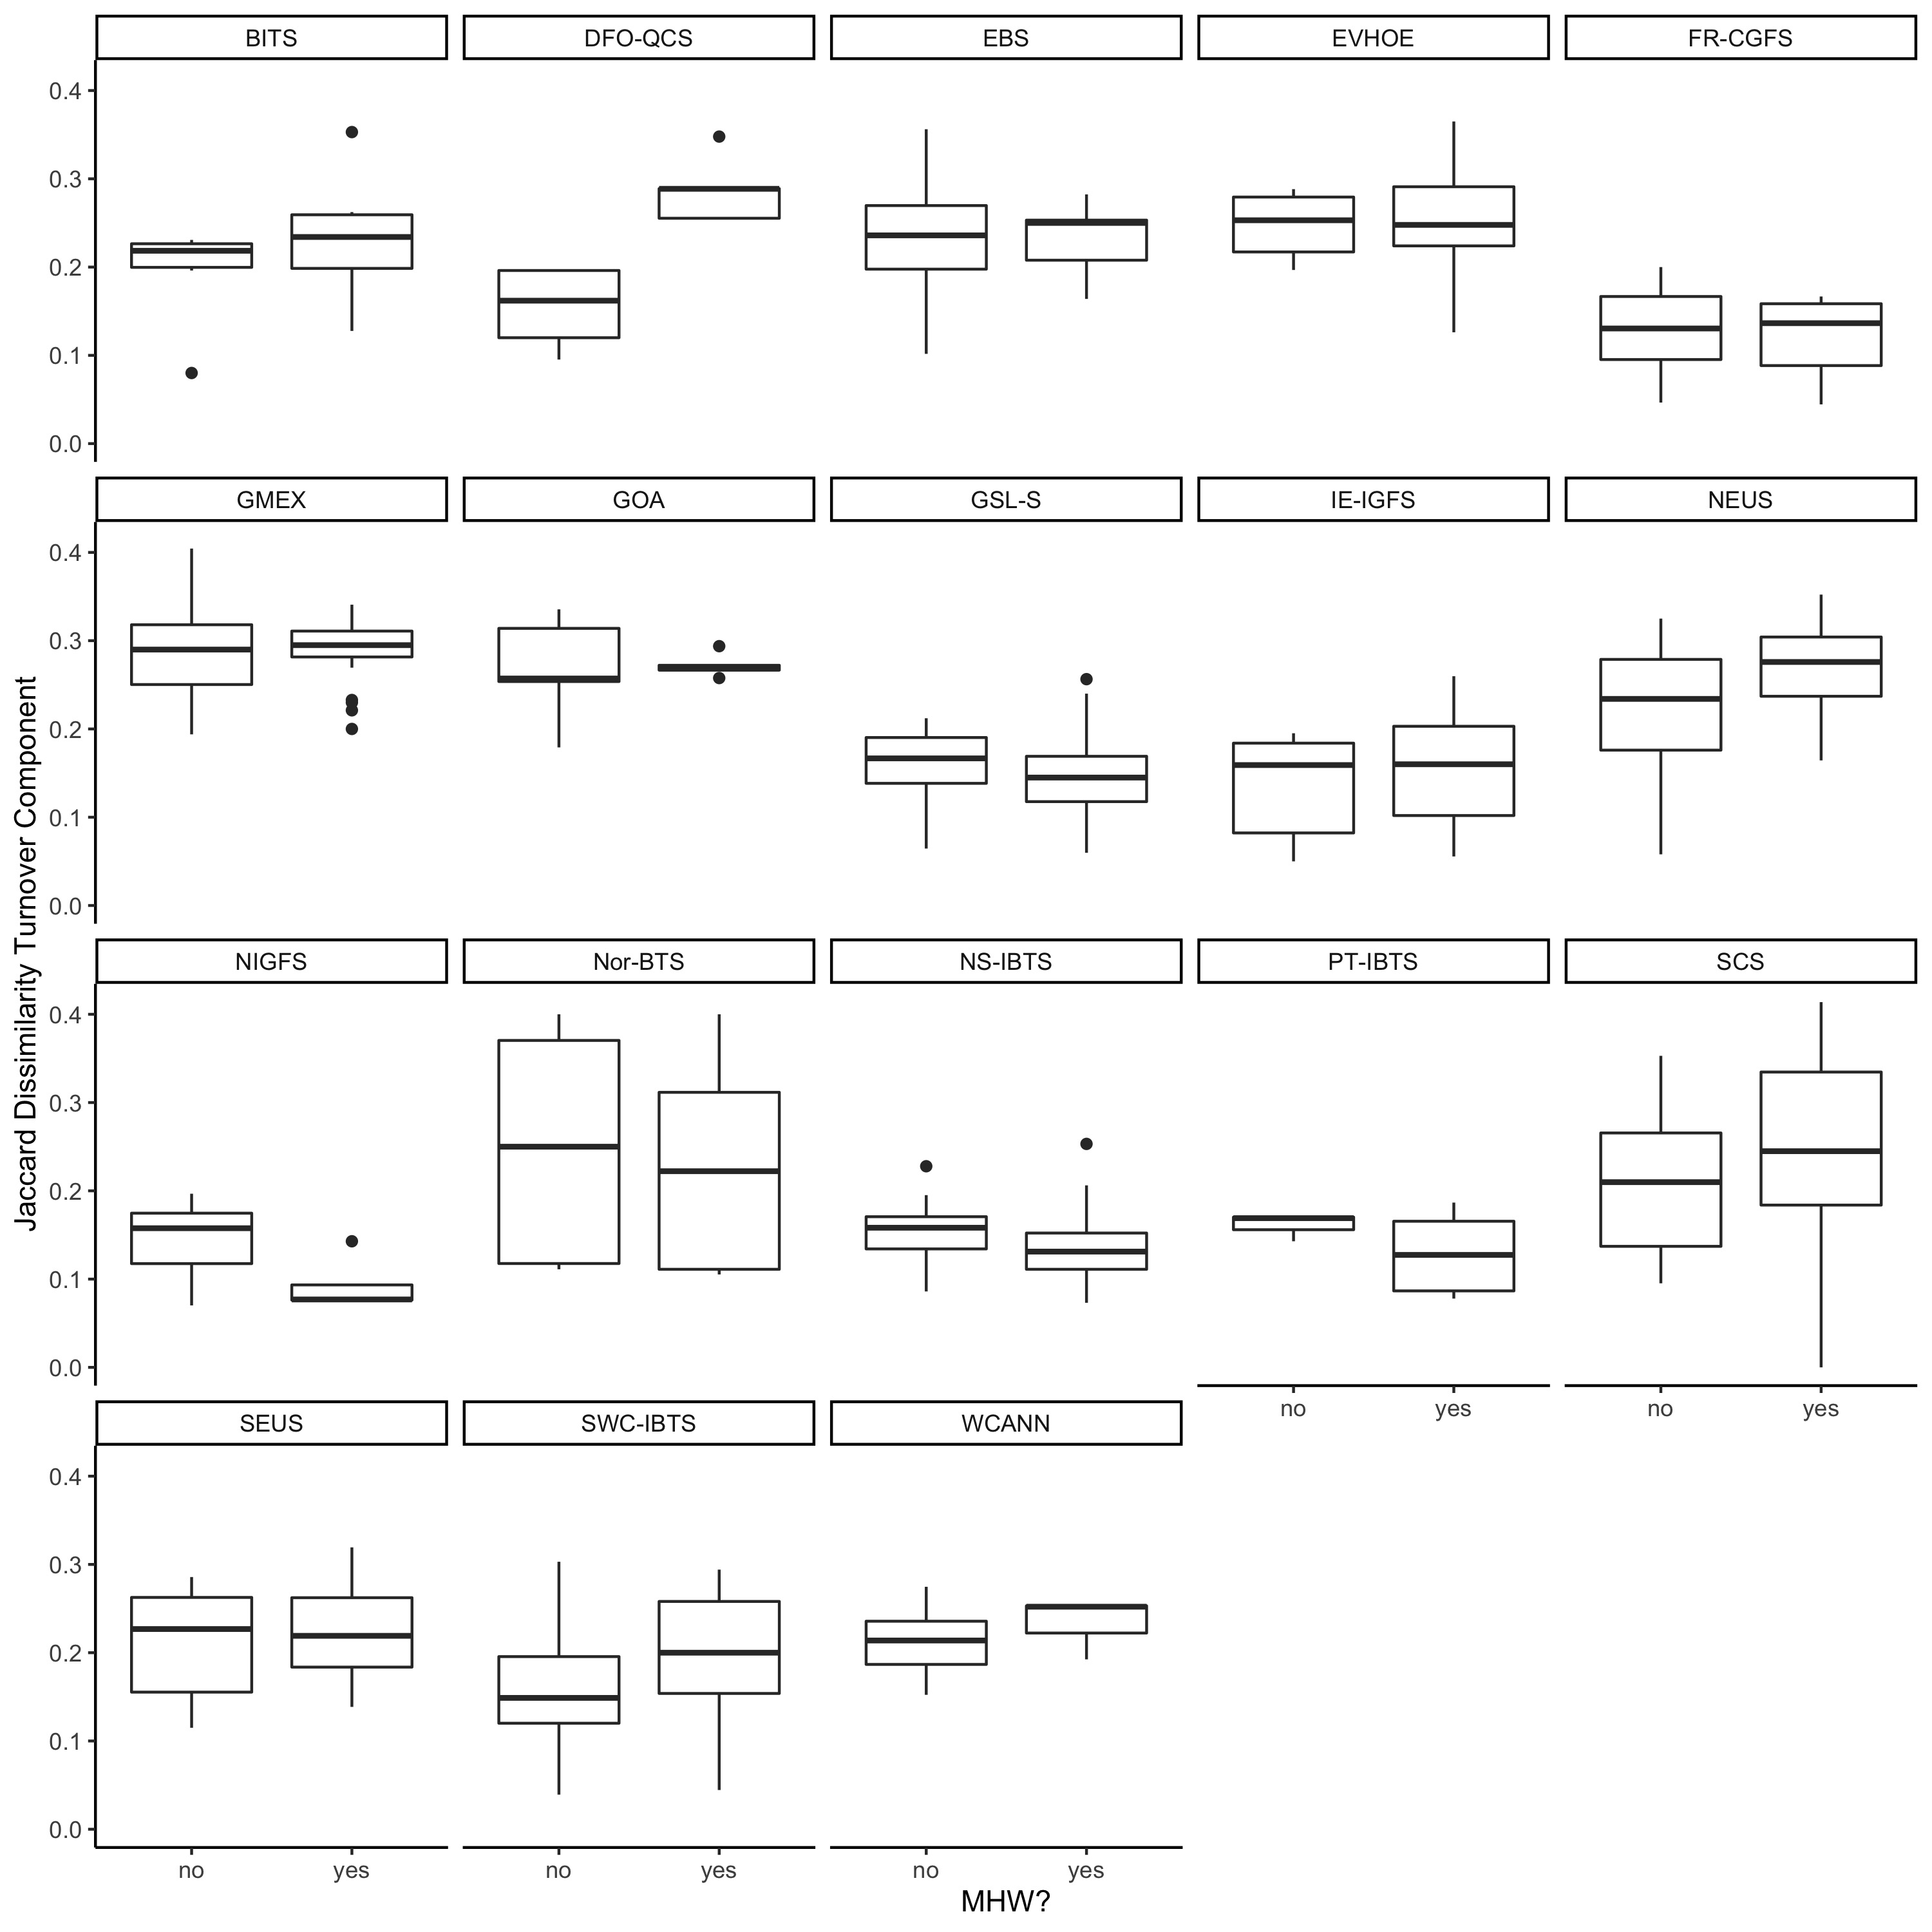 BITS DFO-QCS EBS EVHOE FR-CGFS
0.4
0.3
0.2
0.1
0.0
GMEX GOA GSL-S IE-IGFS NEUS
0.4
0.3
0.2
0.1
0.0
NIGFS Nor-BTS NS-IBTS PT-IBTS SCS
0.4
0.3
0.2
0.1
0.0
no yes no yes
SEUS SWC-IBTS WCANN
0.4
0.3
0.2
0.1
0.0
no yes no yes no yes
MHW?
Jaccard Dissimilarity Turnover Component